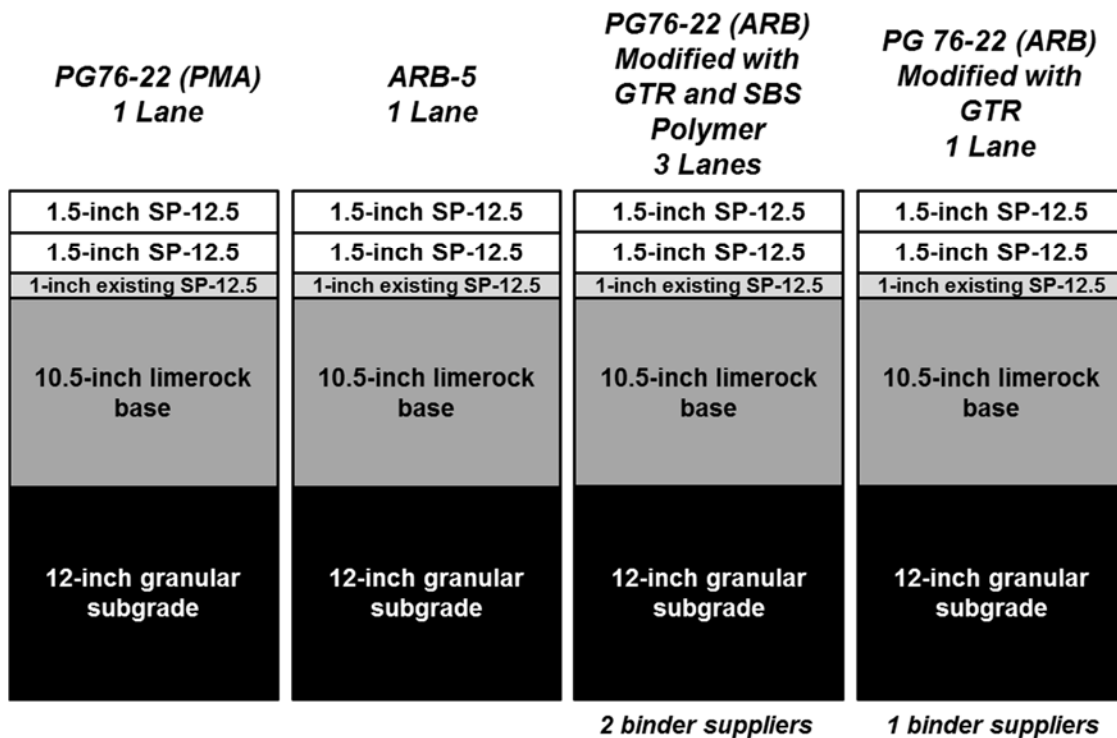 PG76-22 (PMA)
1 Lane
ARB-5
1 Lane
PG76-22 (ARB)
Modified with
GTR and SBS
Polymer
3 Lanes
PG 76-22 (ARB)
Modified with
GTR
1 Lane
1.5-inch SP-12.5
1.5-inch SP-12.5
1-inch existing SP-12.5
10.5-inch limerock
base
12-inch granular
subgrade
1.5-inch SP-12.5
1.5-inch SP-12.5
1-inch existing SP-12.5
10.5-inch limerock
base
12-inch granular
subgrade
1.5-inch SP-12.5
1.5-inch SP-12.5
1-inch existing SP-12.5
10.5-inch limerock
base
12-inch granular
subgrade
2 binder suppliers
1.5-inch SP-12.5
1.5-inch SP-12.5
1-inch existing SP-12.5
10.5-inch limerock
base
12-inch granular
subgrade
1 binder suppliers